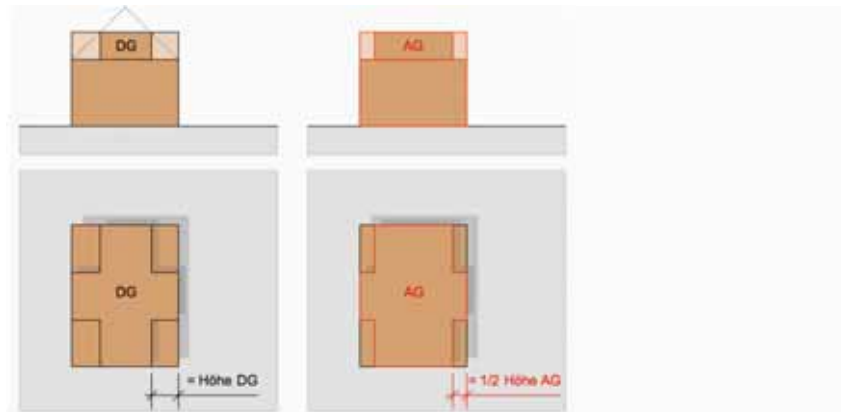 DG
AG
DG
AG
= Höhe DG
= 1/2 Höhe AG